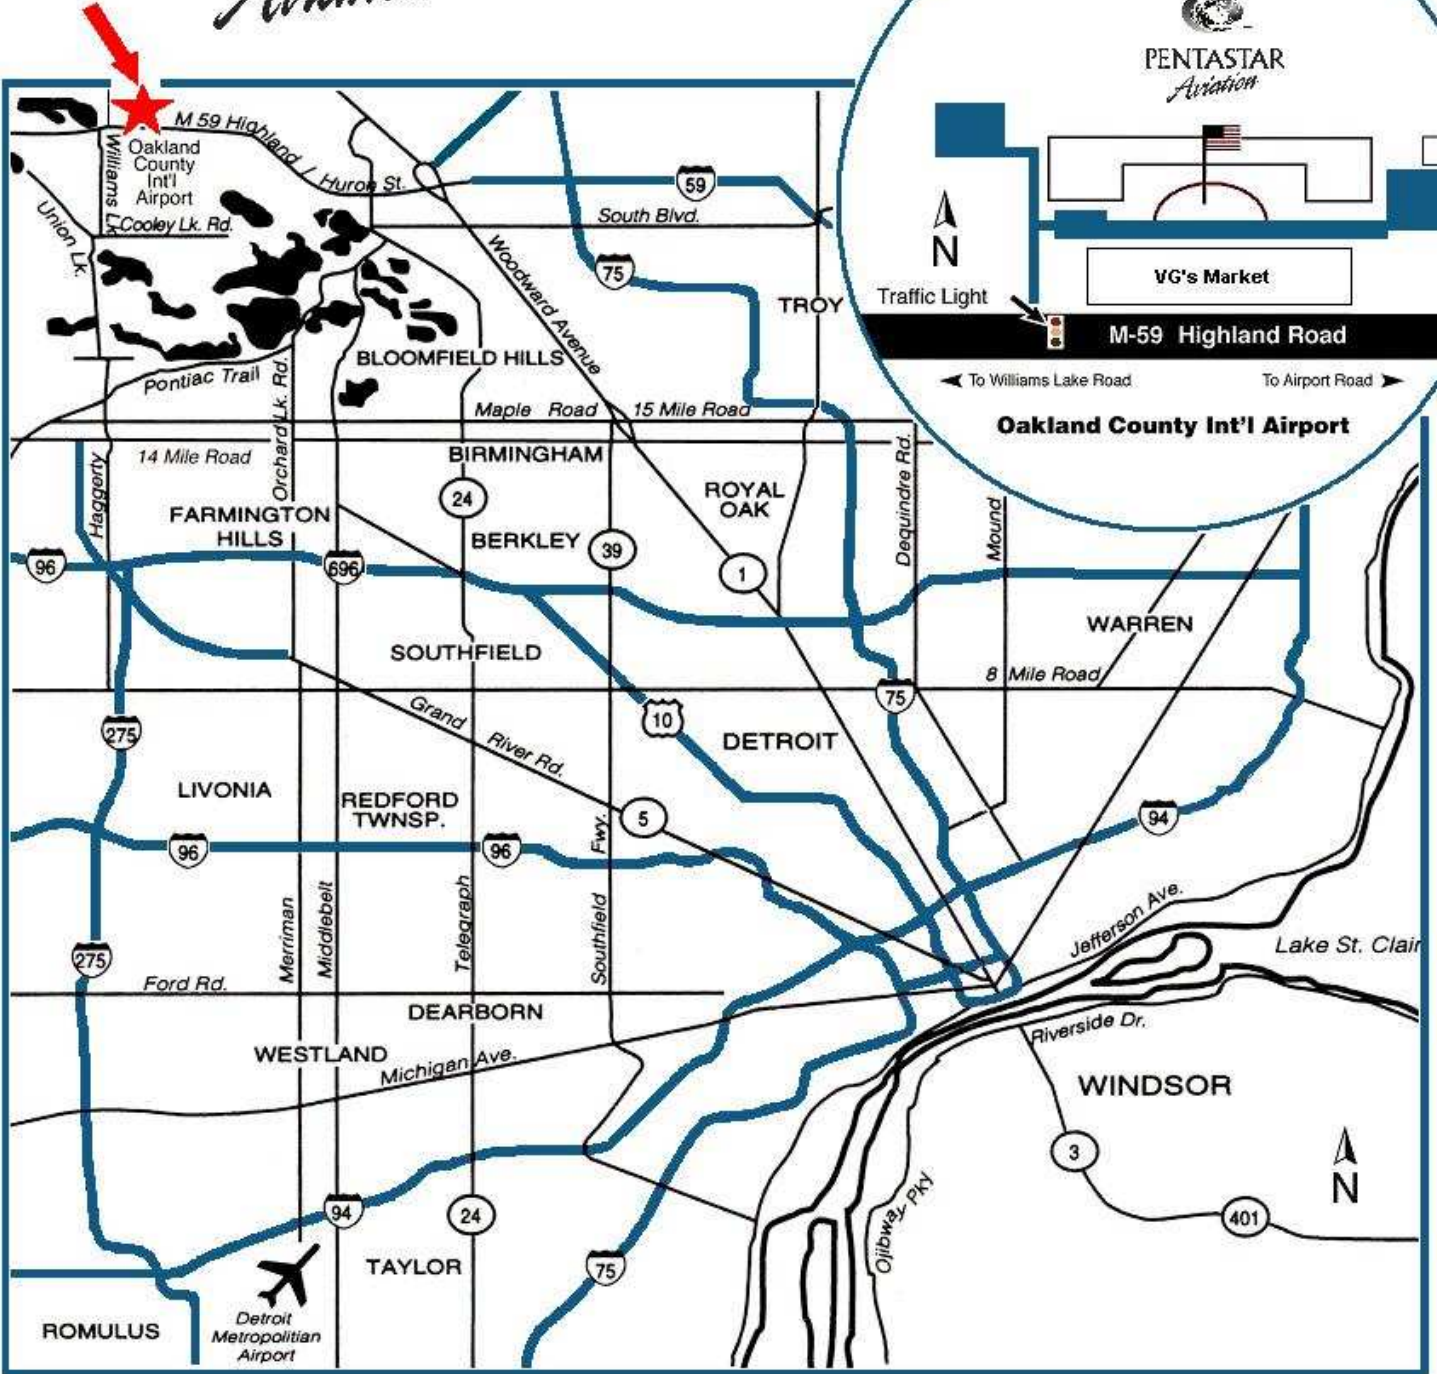 PENTASTAR
Aviation
VG's Market
Traffic Light
N
M-59 Highland Road
To Williams Lake Road
To Airport Road
Oakland County Int'l Airport
M 59 Highland / Huron St.
Oakland
County
Int'l
Airport
Williams Lk.
Cooley Lk. Rd.
Union Lk.
59
South Blvd.
75
Woodward Avenue
TROY
BLOOMFIELD HILLS
Pontiac Trail
Orchard Lk. Rd.
Maple Road
15 Mile Road
14 Mile Road
BIRMINGHAM
Haggerty
24
ROYAL
OAK
Dequindre Rd.
Mound
FARMINGTON
HILLS
BERKLEY
39
96
696
1
WARREN
SOUTHFIELD
8 Mile Road
75
Grand River Rd.
10
275
DETROIT
LIVONIA
REDFORD
TWNSP.
5
94
96
96
Southfield Fwy.
Merriman
Middlebelt
Telegraph
Jefferson Ave.
Lake St. Clair
275
Ford Rd.
DEARBORN
Riverside Dr.
WESTLAND
Michigan Ave.
WINDSOR
3
N
94
24
Ojibway Pky
401
TAYLOR
75
ROMULUS
Detroit
Metropolitian
Airport